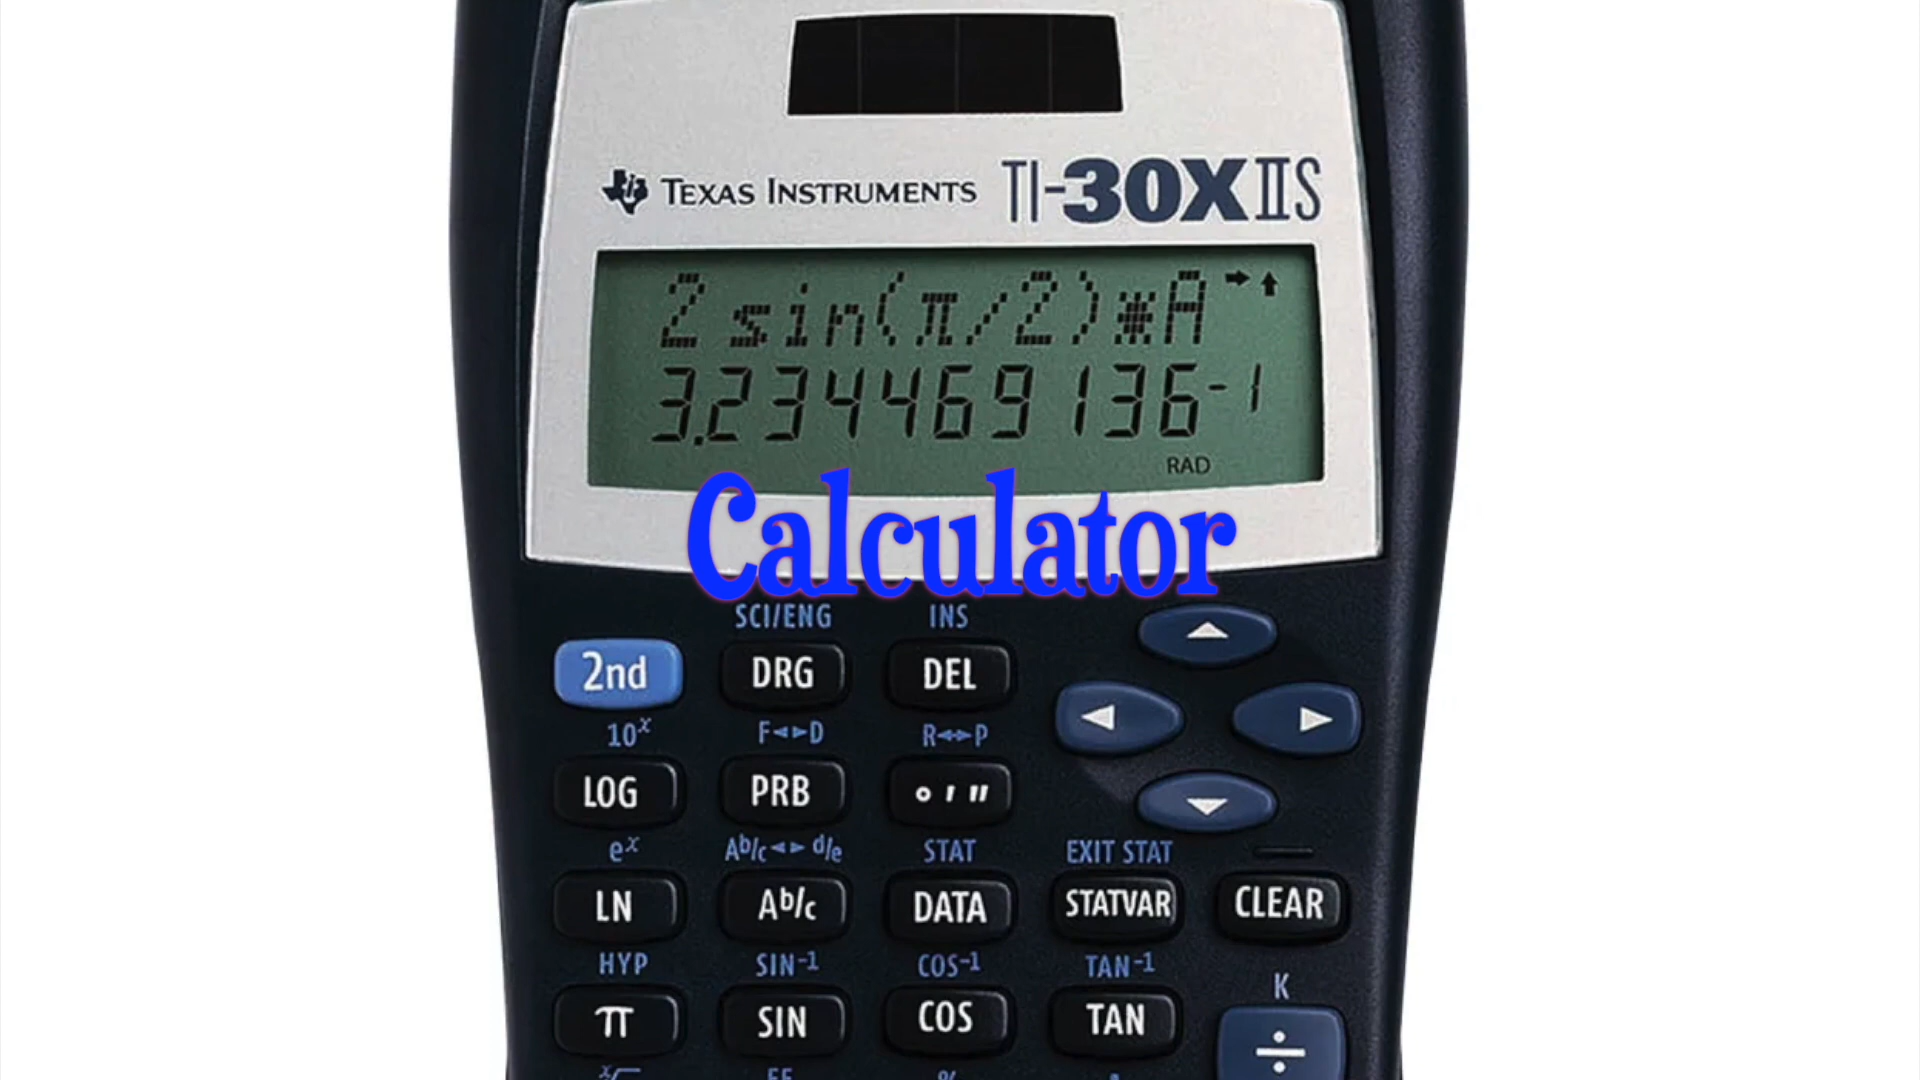 TEXAS INSTRUMENTS TI-30X IIS
2 sin(π/2)*A
3.234469136-1
RAD
Calculator
SCI/ENG INS
2nd DRG DEL
10ˣ F◄►D R◄►P
LOG PRB ° ' "
eˣ Ab/c◄►d/e STAT EXIT STAT
LN Ab/c DATA STATVAR CLEAR
HYP SIN-1 COS-1 TAN-1 K
π SIN COS TAN ÷